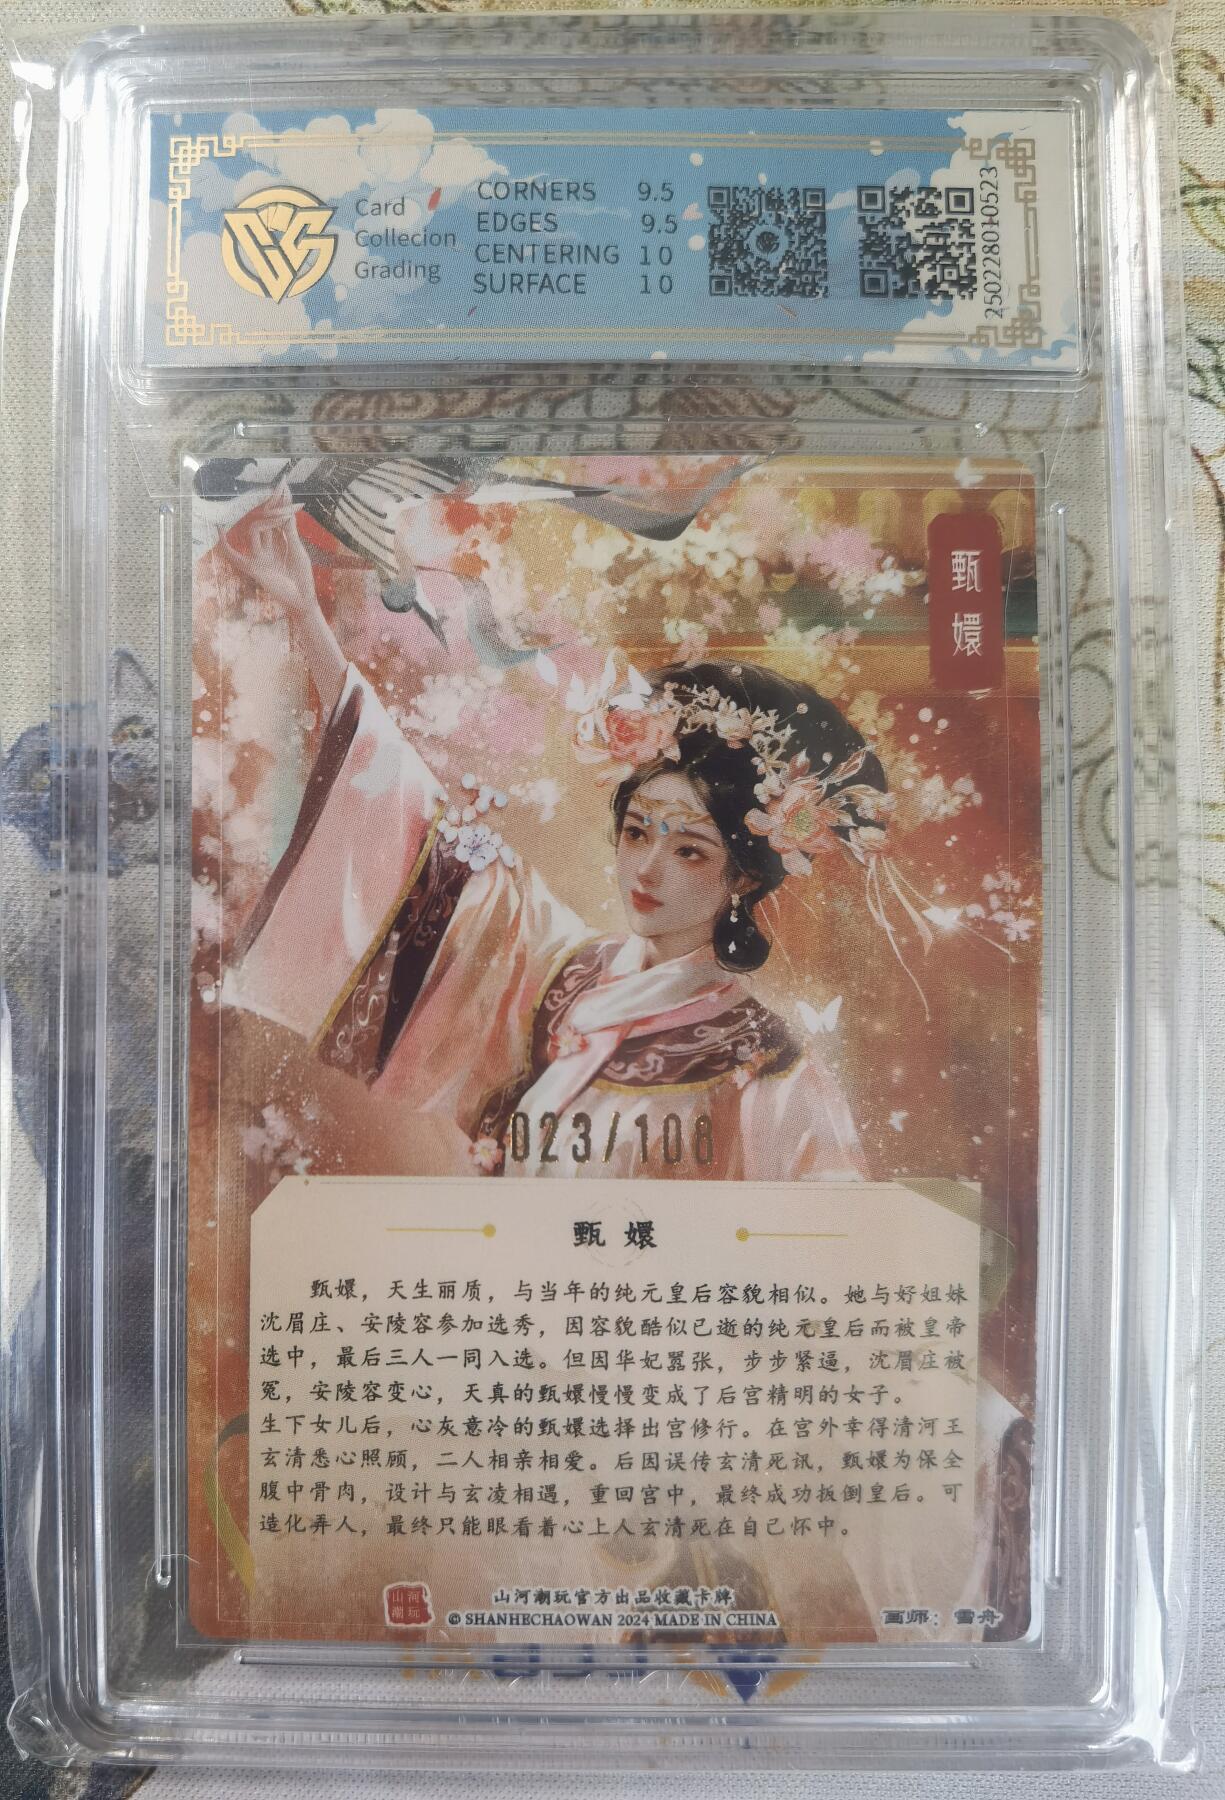 CCG
Card
Collecion
Grading
CORNERS 9.5
EDGES 9.5
CENTERING 10
SURFACE 10
2502280110523
甄嬛
023/108
甄嬛
甄嬛，天生丽质，与当年的纯元皇后容貌相似。她与好姐妹
沈眉庄、安陵容参加选秀，因容貌酷似已逝的纯元皇后而被皇帝
选中，最后三人一同入选。但因华妃嚣张，步步紧逼，沈眉庄被
冤，安陵容变心，天真的甄嬛慢慢变成了后宫精明的女子。
生下女儿后，心灰意冷的甄嬛选择出宫修行。在宫外幸得清河王
玄清悉心照顾，二人相亲相爱。后因误传玄清死讯，甄嬛为保全
腹中骨肉，设计与玄凌相遇，重回宫中，最终成功扳倒皇后。可
造化弄人，最终只能眼看着心上人玄清死在自己怀中。
山河潮玩
山河潮玩官方出品收藏卡牌
© SHANHECHAOWAN 2024 MADE IN CHINA
画师：雪舟